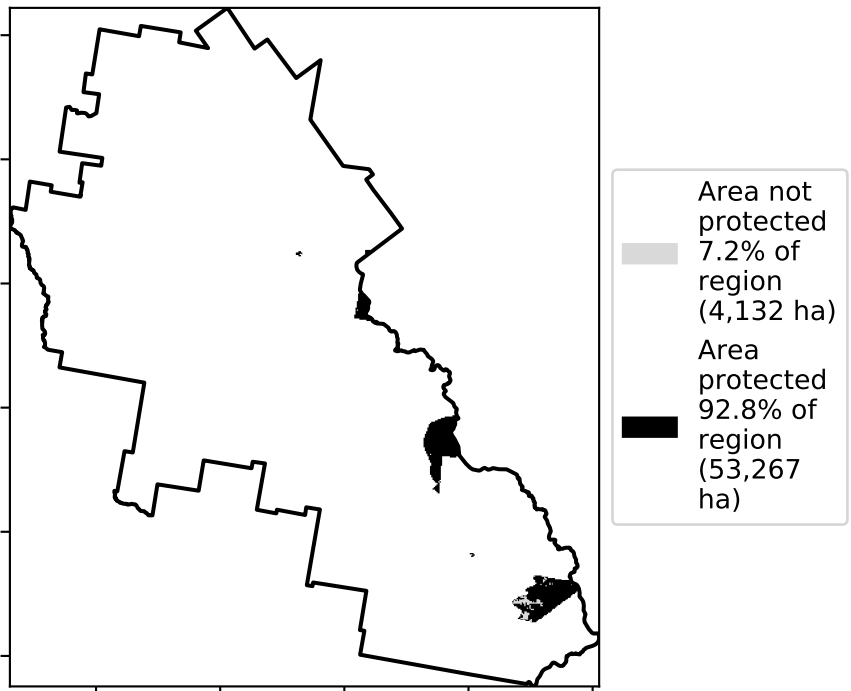 Area not
protected
7.2% of
region
(4,132 ha)
Area
protected
92.8% of
region
(53,267
ha)